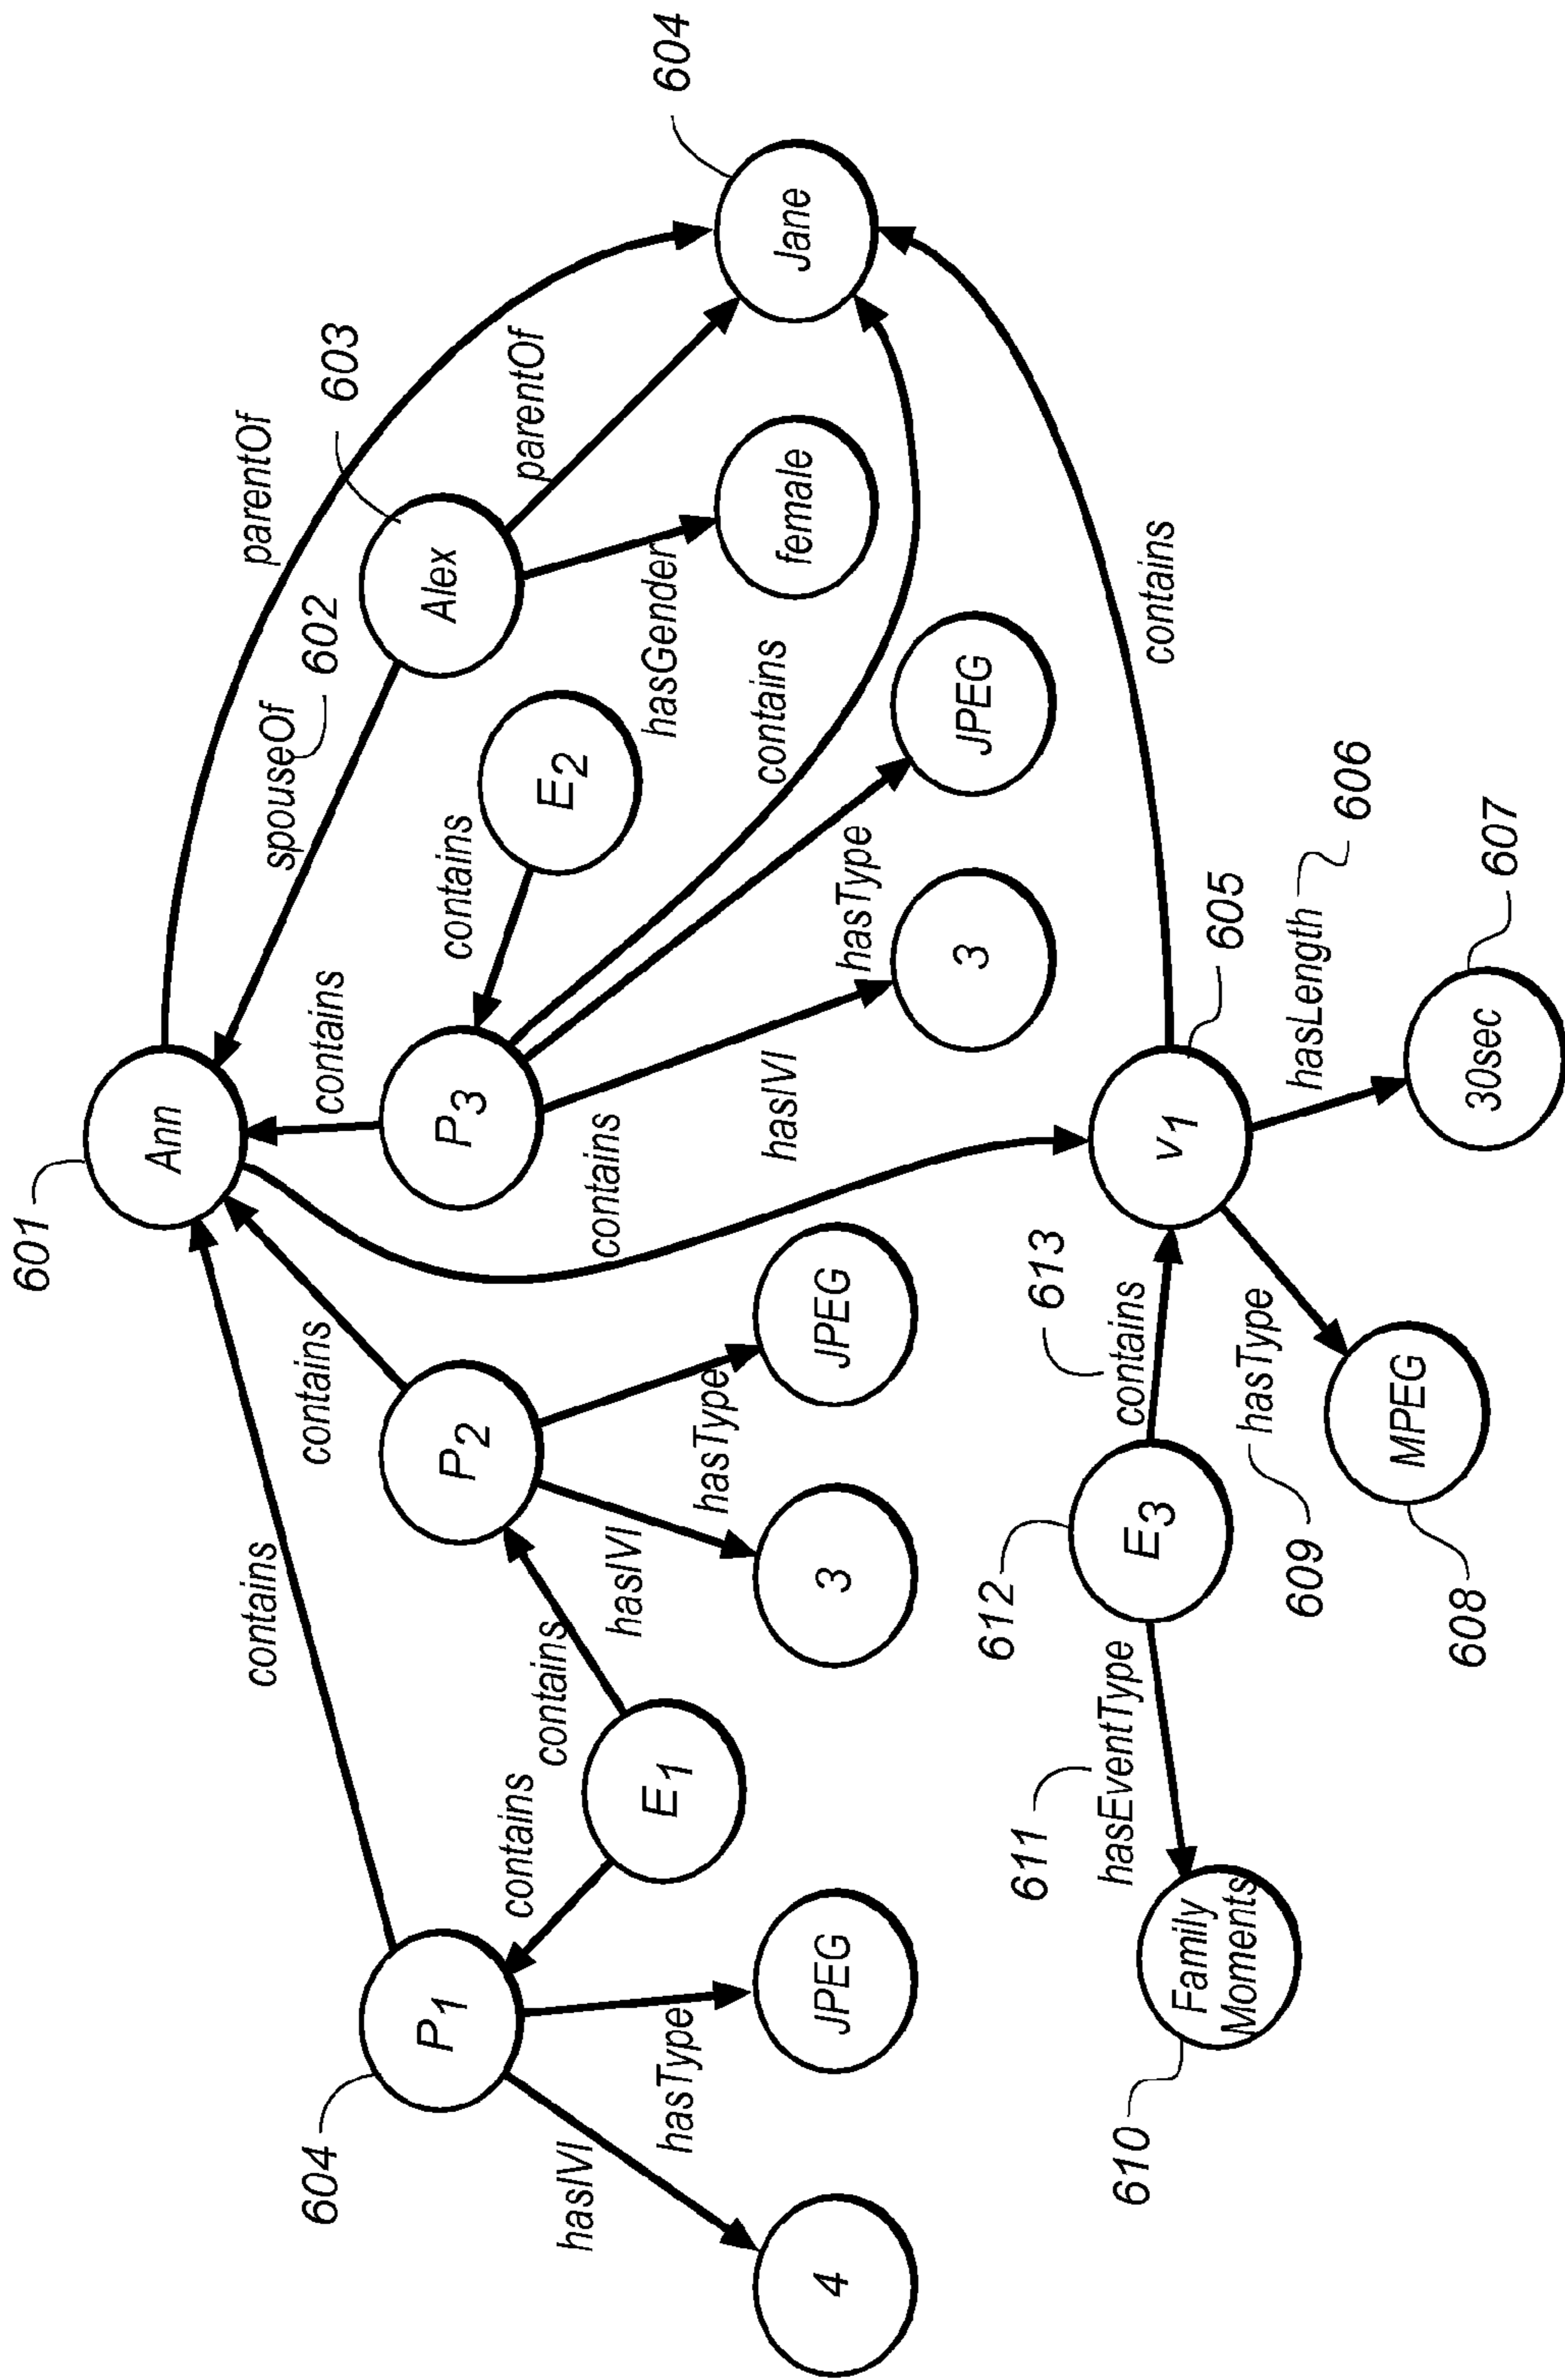 601
Ann
parentOf
contains
contains
contains
spouseOf
602
603
604
P1
P2
P3
Alex
contains
parentOf
604
contains
contains
E1
E2
hasIVI
hasType
hasIVI
hasType
contains
hasIVI
hasType
hasGender
contains
4
JPEG
3
JPEG
3
JPEG
female
Jane
612
613
611
hasEventType
contains
contains
610
Family
Moments
E3
v1
605
609
hasType
hasLength
606
608
MPEG
30sec
607